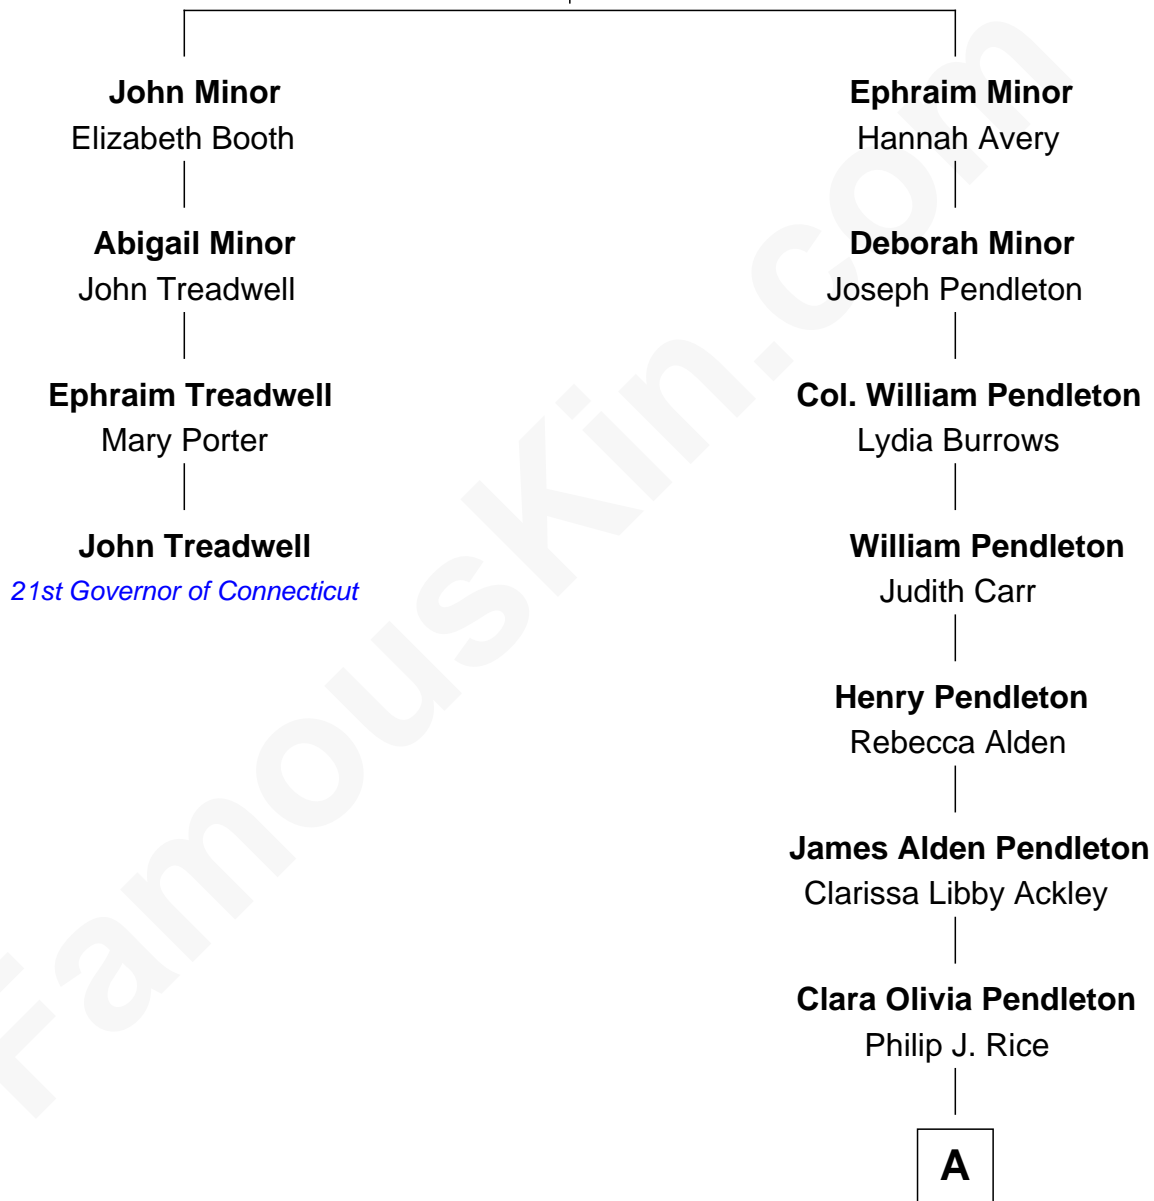 John Minor
Elizabeth Booth
Abigail Minor
John Treadwell
Ephraim Treadwell
Mary Porter
John Treadwell
21st Governor of Connecticut
Ephraim Minor
Hannah Avery
Deborah Minor
Joseph Pendleton
Col. William Pendleton
Lydia Burrows
William Pendleton
Judith Carr
Henry Pendleton
Rebecca Alden
James Alden Pendleton
Clarissa Libby Ackley
Clara Olivia Pendleton
Philip J. Rice
A
FamousKin.com